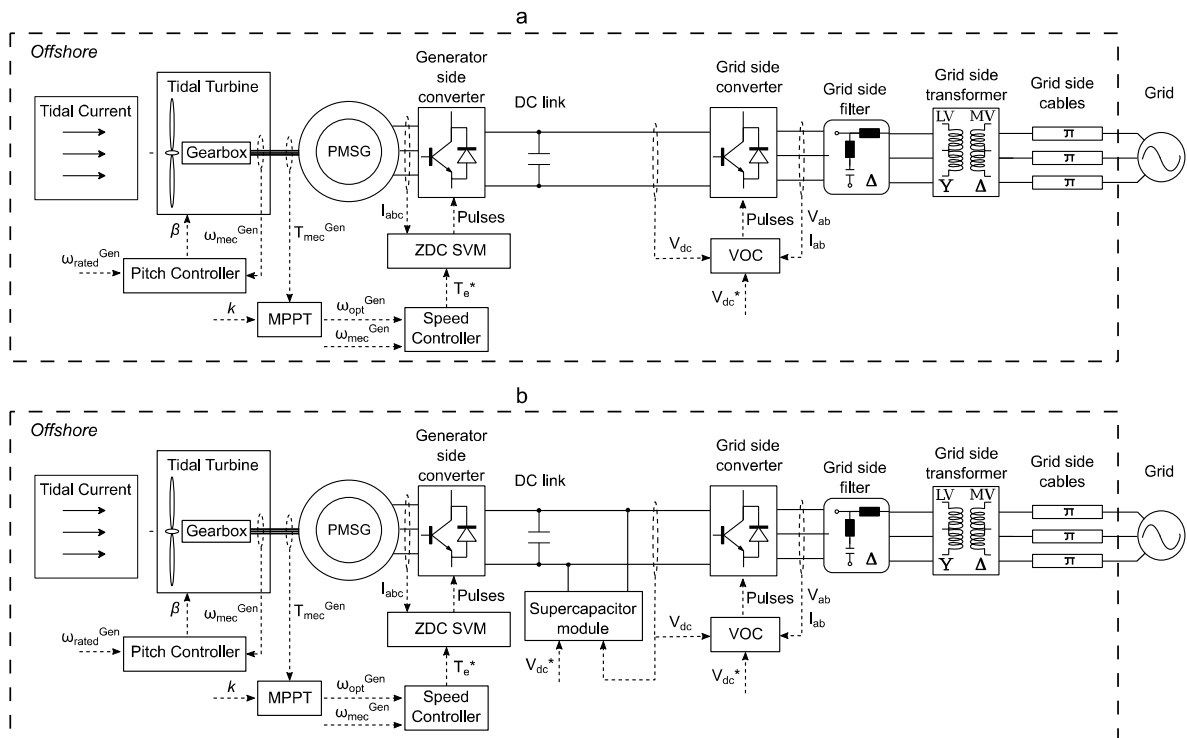 a
Offshore
Tidal Current
Tidal Turbine
Gearbox
PMSG
Generator
side
converter
DC link
Grid side
converter
Grid side
filter
Δ
Grid side
transformer
LV MV
Y Δ
Grid side
cables
π
π
π
Grid
β
ω_mec^Gen
T_mec^Gen
I_abc
Pulses
ω_rated^Gen
Pitch Controller
ZDC SVM
T_e*
k
MPPT
ω_opt^Gen
ω_mec^Gen
Speed
Controller
V_dc
Pulses
VOC
V_ab
I_ab
V_dc*
b
Offshore
Tidal Current
Tidal Turbine
Gearbox
PMSG
Generator
side
converter
DC link
Grid side
converter
Grid side
filter
Δ
Grid side
transformer
LV MV
Y Δ
Grid side
cables
π
π
π
Grid
β
ω_mec^Gen
T_mec^Gen
I_abc
Pulses
ω_rated^Gen
Pitch Controller
ZDC SVM
T_e*
k
MPPT
ω_opt^Gen
ω_mec^Gen
Speed
Controller
Supercapacitor
module
V_dc*
V_dc
Pulses
VOC
V_ab
I_ab
V_dc*